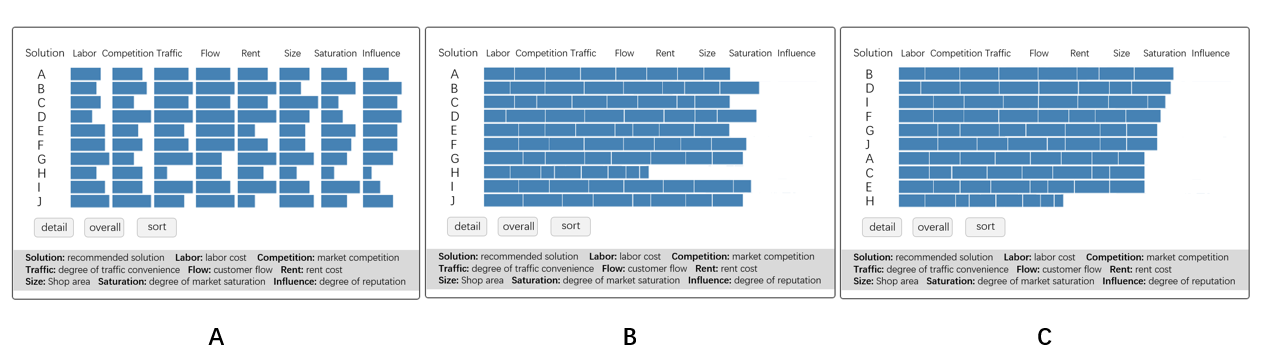 Solution Labor Competition Traffic Flow Rent Size Saturation Influence
A
B
C
D
E
F
G
H
I
J
detail overall sort
Solution: recommended solution Labor: labor cost Competition: market competition
Traffic: degree of traffic convenience Flow: customer flow Rent: rent cost
Size: Shop area Saturation: degree of market saturation Influence: degree of reputation
A
Solution Labor Competition Traffic Flow Rent Size Saturation Influence
A
B
C
D
E
F
G
H
I
J
detail overall sort
Solution: recommended solution Labor: labor cost Competition: market competition
Traffic: degree of traffic convenience Flow: customer flow Rent: rent cost
Size: Shop area Saturation: degree of market saturation Influence: degree of reputation
B
Solution Labor Competition Traffic Flow Rent Size Saturation Influence
B
D
I
F
G
J
A
C
E
H
detail overall sort
Solution: recommended solution Labor: labor cost Competition: market competition
Traffic: degree of traffic convenience Flow: customer flow Rent: rent cost
Size: Shop area Saturation: degree of market saturation Influence: degree of reputation
C